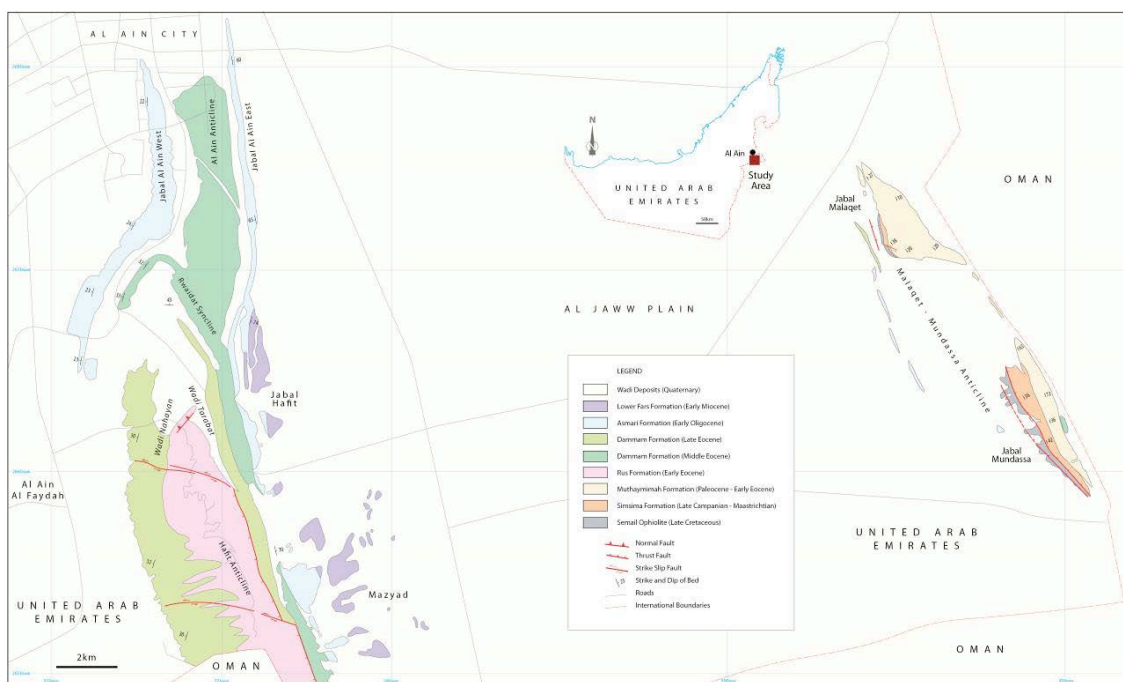 AL AIN CITY
Jabal Al Ain West
Al Ain Anticline
Jabal Al Ain East
Rwaidat Syncline
Wadi Tarabat
Wadi Nahayan
Jabal
Hafit
Al Ain
Al Faydah
Hafit Anticline
Mazyad
UNITED ARAB
EMIRATES
OMAN
2km
N
Al Ain
Study
Area
UNITED ARAB
EMIRATES
50km
AL JAWW PLAIN
OMAN
Jabal
Malaqet
Malaqet - Mundassa Anticline
Jabal
Mundassa
UNITED ARAB
EMIRATES
OMAN
LEGEND
Wadi Deposits (Quaternary)
Lower Fars Formation (Early Miocene)
Asmari Formation (Early Oligocene)
Dammam Formation (Late Eocene)
Dammam Formation (Middle Eocene)
Rus Formation (Early Eocene)
Muthaymimah Formation (Paleocene - Early Eocene)
Simsima Formation (Late Campanian - Maastrichtian)
Semail Ophiolite (Late Cretaceous)
Normal Fault
Thrust Fault
Strike Slip Fault
Strike and Dip of Bed
Roads
International Boundaries